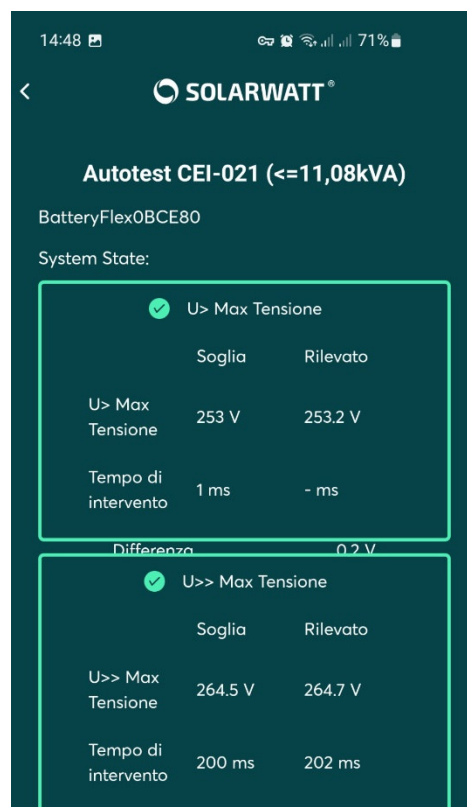 14:48 71%
SOLARWATT®
Autotest CEI-021 (<=11,08kVA)
BatteryFlex0BCE80
System State:
U> Max Tensione
Soglia Rilevato
U> Max
Tensione 253 V 253.2 V
Tempo di
intervento 1 ms - ms
Differenza 0.2 V
U>> Max Tensione
Soglia Rilevato
U>> Max
Tensione 264.5 V 264.7 V
Tempo di
intervento 200 ms 202 ms